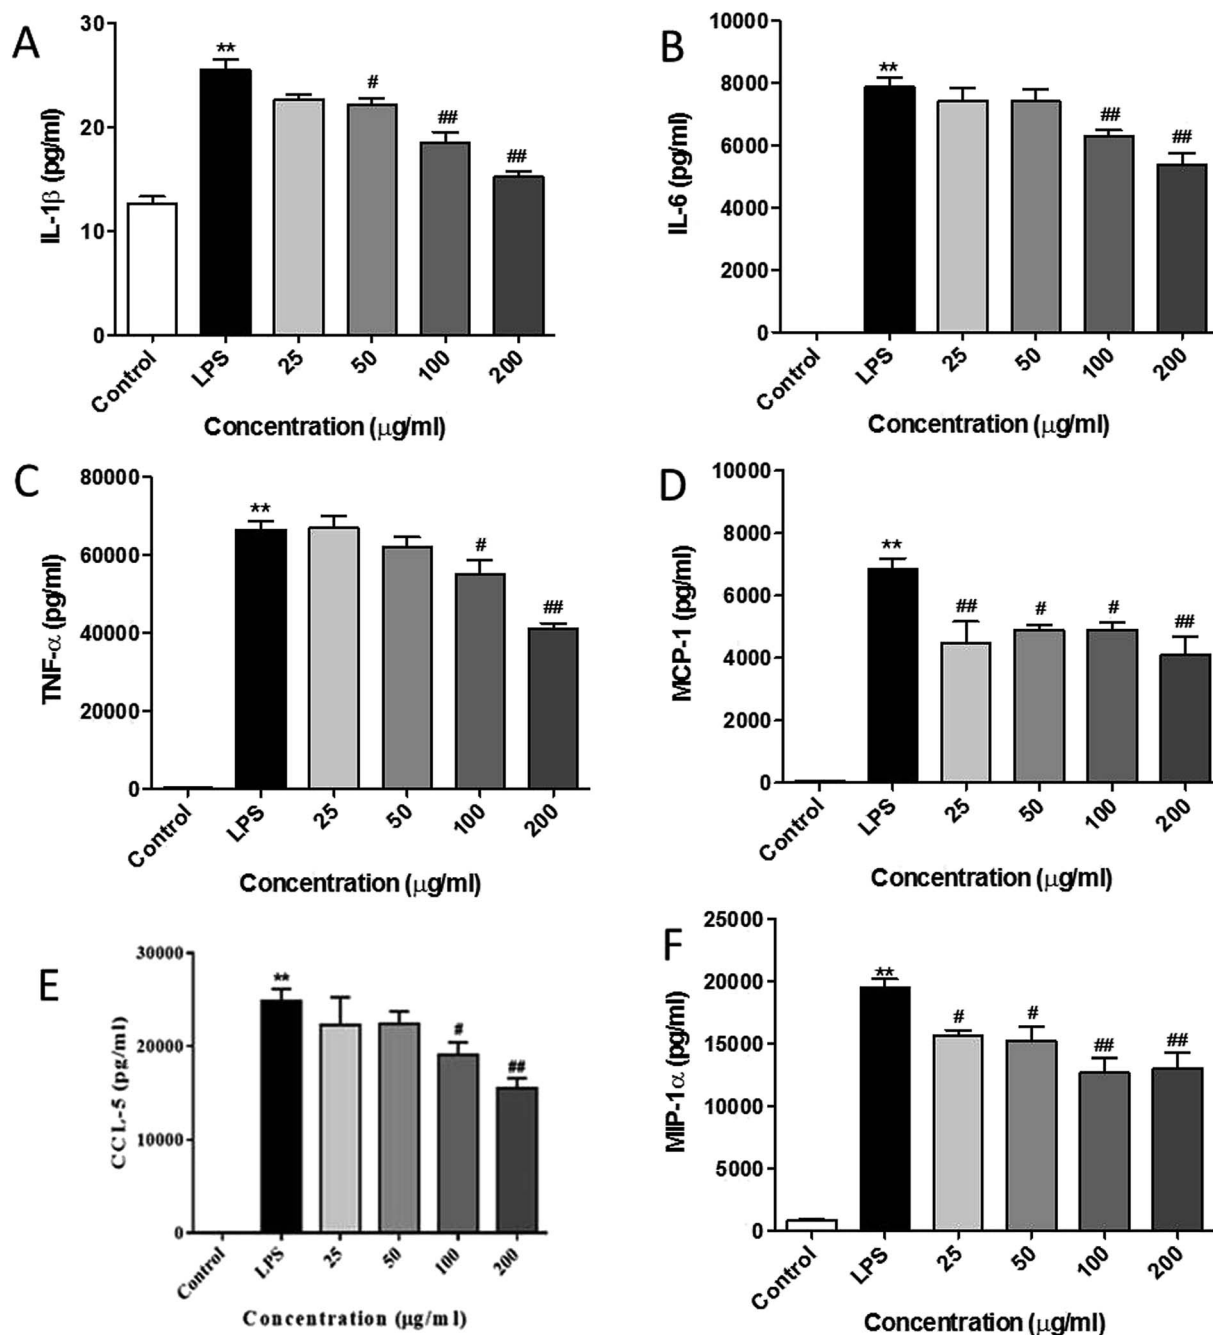 A
IL-1β (pg/ml)
30
20
10
0
**
#
##
##
Control
LPS
25
50
100
200
Concentration (μg/ml)
B
IL-6 (pg/ml)
10000
8000
6000
4000
2000
0
**
##
##
Control
LPS
25
50
100
200
Concentration (μg/ml)
C
TNF-α (pg/ml)
80000
60000
40000
20000
0
**
#
##
Control
LPS
25
50
100
200
Concentration (μg/ml)
D
MCP-1 (pg/ml)
10000
8000
6000
4000
2000
0
**
##
#
#
##
Control
LPS
25
50
100
200
Concentration (μg/ml)
E
CCL-5 (pg/ml)
30000
20000
10000
0
**
#
##
Control
LPS
25
50
100
200
Concentration (μg/ml)
F
MIP-1α (pg/ml)
25000
20000
15000
10000
5000
0
**
#
#
##
##
Control
LPS
25
50
100
200
Concentration (μg/ml)